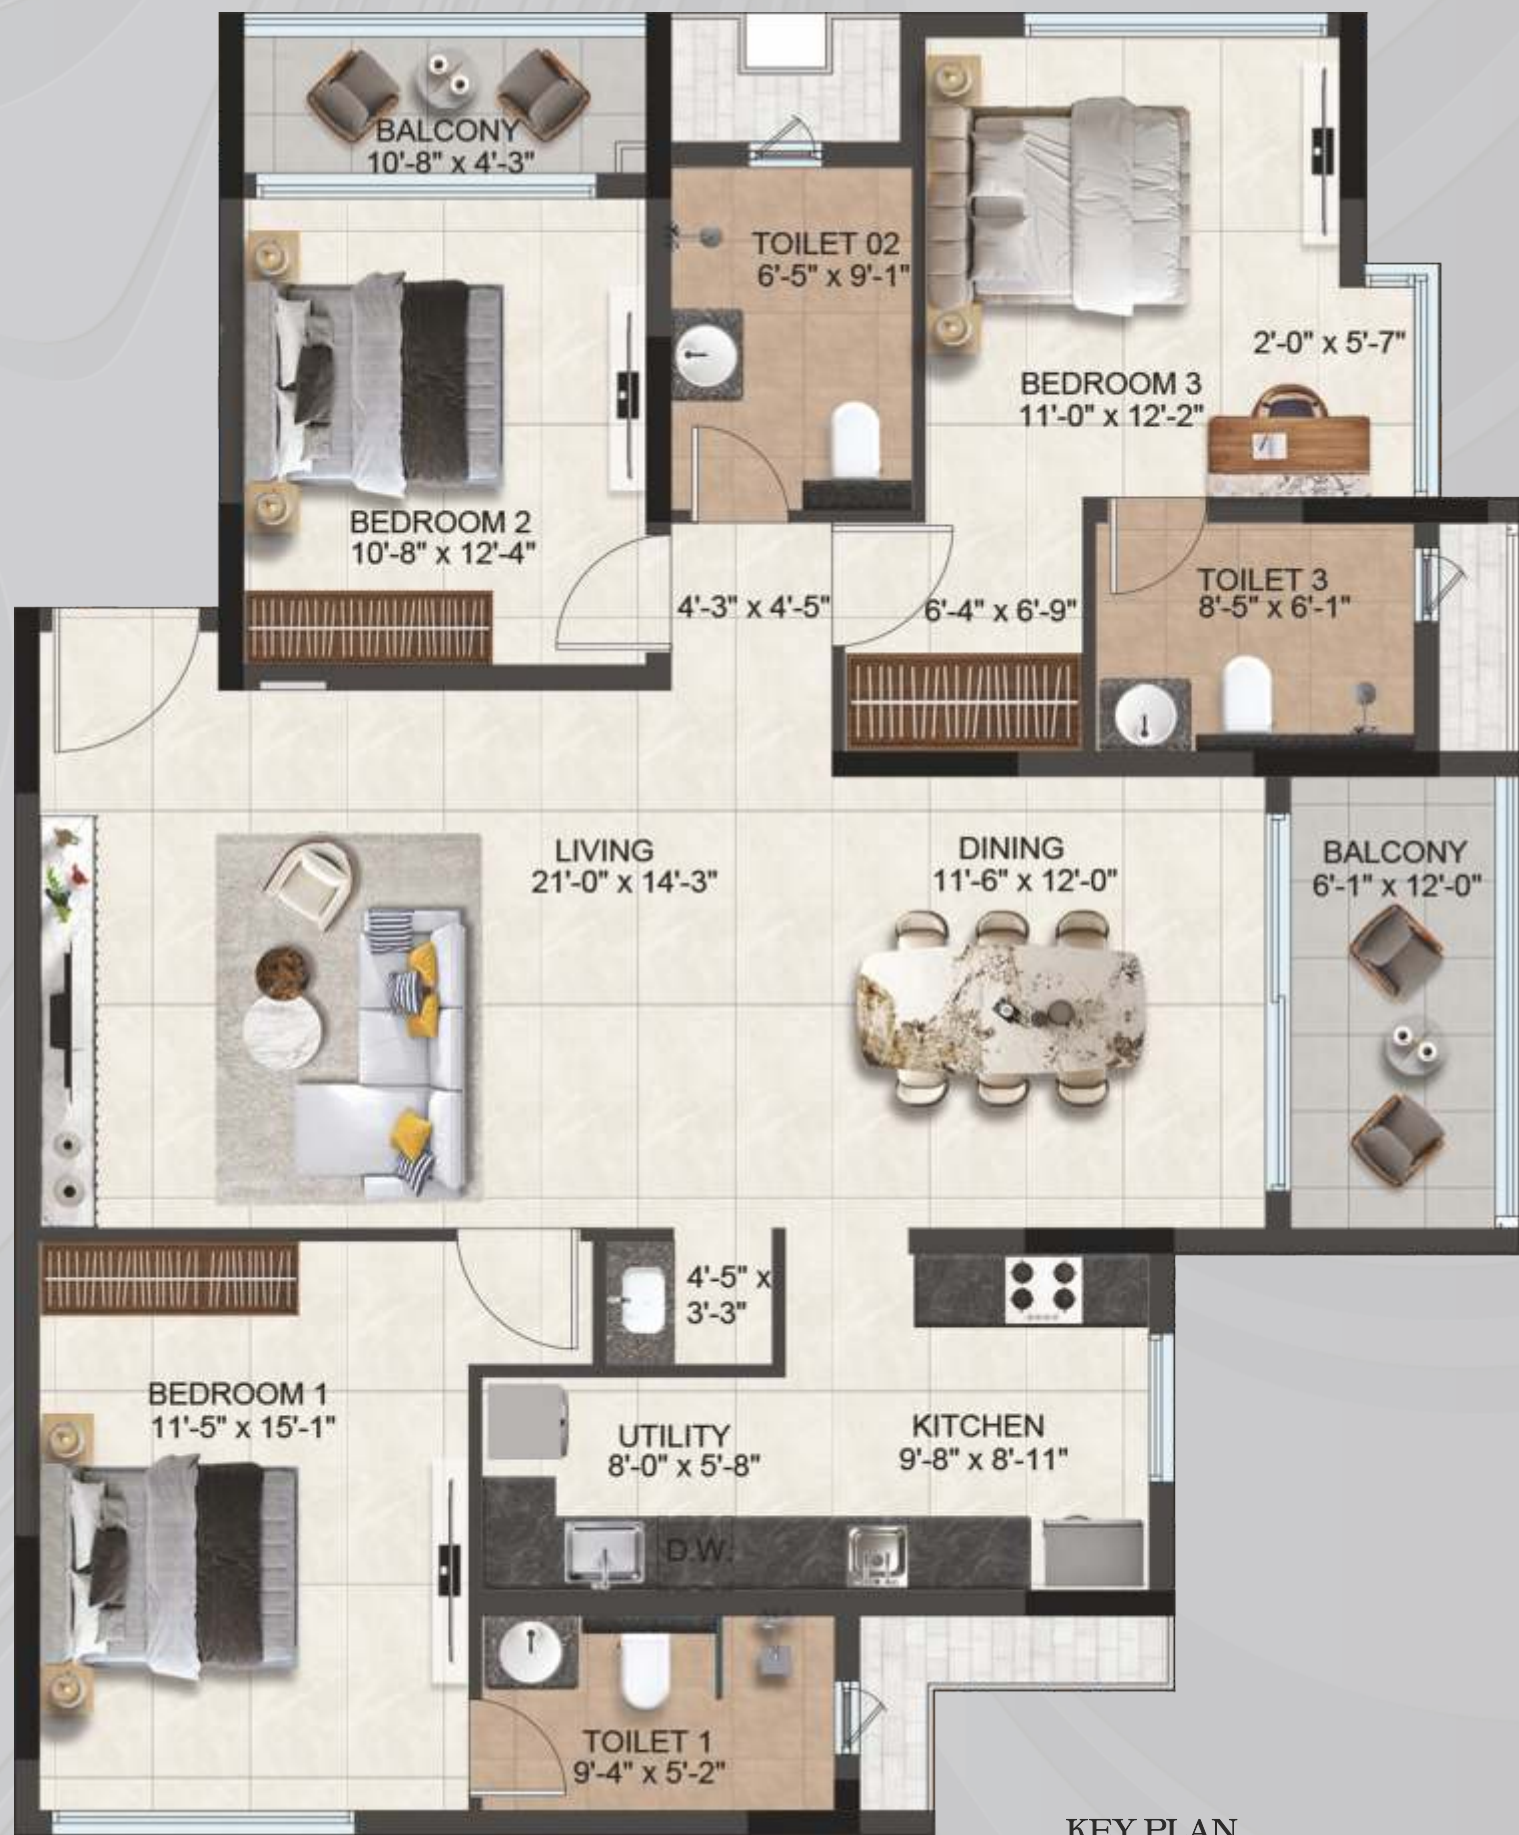 BALCONY
10'-8" x 4'-3"
TOILET 02
6'-5" x 9'-1"
2'-0" x 5'-7"
BEDROOM 3
11'-0" x 12'-2"
BEDROOM 2
10'-8" x 12'-4"
4'-3" x 4'-5"
6'-4" x 6'-9"
TOILET 3
8'-5" x 6'-1"
LIVING
21'-0" x 14'-3"
DINING
11'-6" x 12'-0"
BALCONY
6'-1" x 12'-0"
4'-5" x
3'-3"
BEDROOM 1
11'-5" x 15'-1"
UTILITY
8'-0" x 5'-8"
KITCHEN
9'-8" x 8'-11"
D.W.
TOILET 1
9'-4" x 5'-2"
KEY PLAN